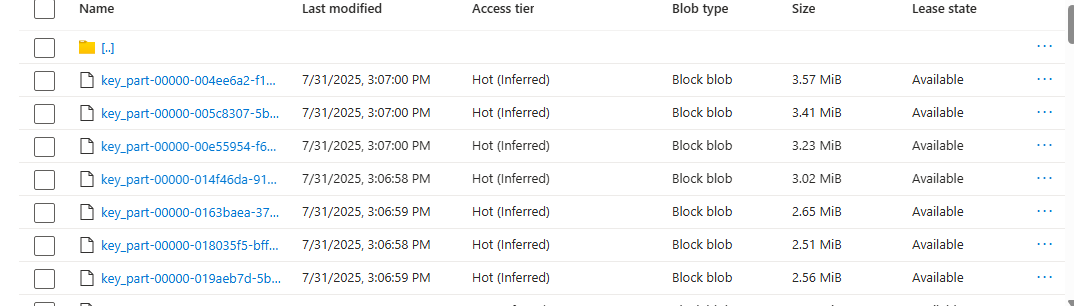 Name Last modified Access tier Blob type Size Lease state
[..] ...
key_part-00000-004ee6a2-f1... 7/31/2025, 3:07:00 PM Hot (Inferred) Block blob 3.57 MiB Available ...
key_part-00000-005c8307-5b... 7/31/2025, 3:07:00 PM Hot (Inferred) Block blob 3.41 MiB Available ...
key_part-00000-00e55954-f6... 7/31/2025, 3:07:00 PM Hot (Inferred) Block blob 3.23 MiB Available ...
key_part-00000-014f46da-91... 7/31/2025, 3:06:58 PM Hot (Inferred) Block blob 3.02 MiB Available ...
key_part-00000-0163baea-37... 7/31/2025, 3:06:59 PM Hot (Inferred) Block blob 2.65 MiB Available ...
key_part-00000-018035f5-bff... 7/31/2025, 3:06:58 PM Hot (Inferred) Block blob 2.51 MiB Available ...
key_part-00000-019aeb7d-5b... 7/31/2025, 3:06:59 PM Hot (Inferred) Block blob 2.56 MiB Available ...